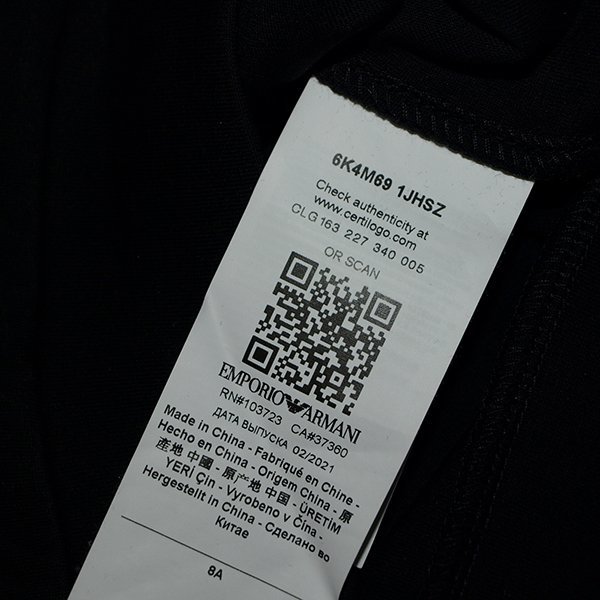 6K4M69 1JHSZ
Check authenticity at
www.certilogo.com
CLG 163 227 340 005
OR SCAN
EMPORIO ARMANI
RN#103723 CA#37360
ДАТА ВЫПУСКА 02/2021
Made in China - Fabriqué en Chine -
Hecho en China - Origem China - 原
產地 中國 - 原产地 中国 - ÜRETİM
YERİ Çin - Vyrobeno v Čína -
Hergestellt in China - Сделано во
Китае
8A